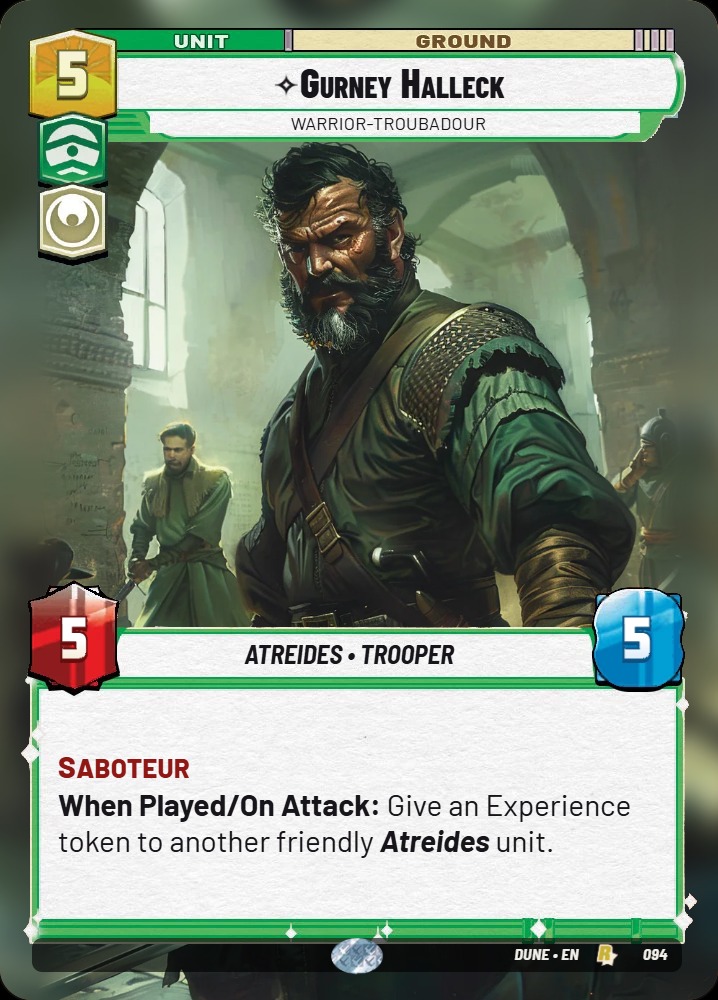 UNIT
GROUND
5
GURNEY HALLECK
WARRIOR-TROUBADOUR
5
ATREIDES • TROOPER
5
SABOTEUR
When Played/On Attack: Give an Experience
token to another friendly Atreides unit.
DUNE • EN R 094